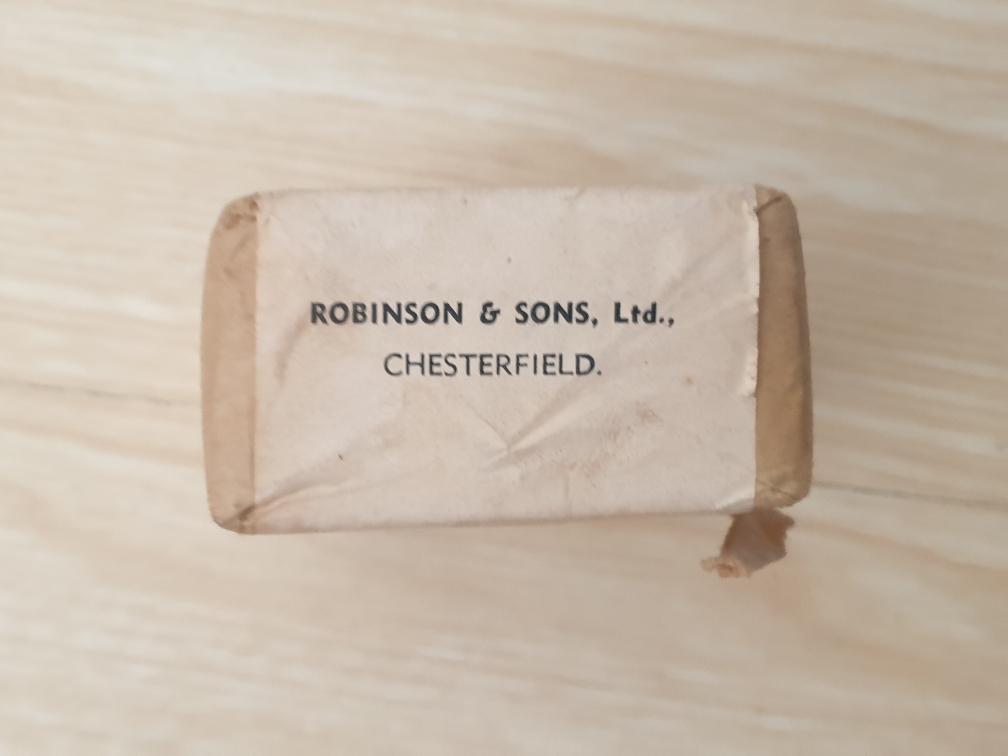 ROBINSON & SONS, Ltd.,
CHESTERFIELD.